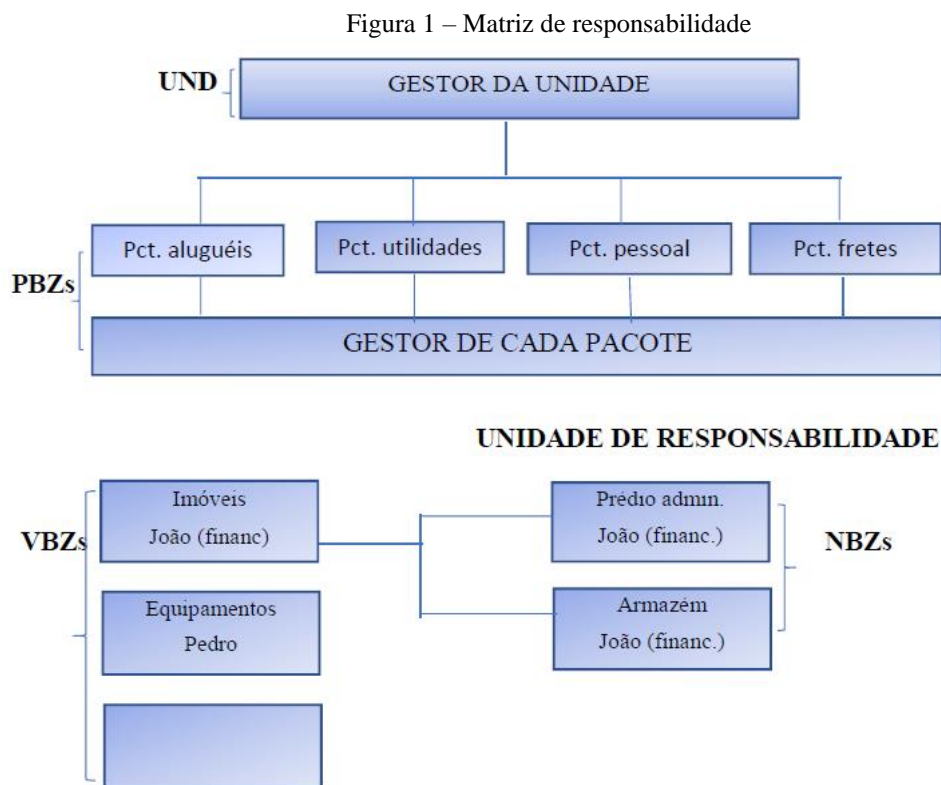 Figura 1 – Matriz de responsabilidade
UND
GESTOR DA UNIDADE
Pct. aluguéis
Pct. utilidades
Pct. pessoal
Pct. fretes
PBZs
GESTOR DE CADA PACOTE
UNIDADE DE RESPONSABILIDADE
VBZs
Imóveis
João (financ)
Prédio admin.
João (financ.)
NBZs
Equipamentos
Pedro
Armazém
João (financ.)